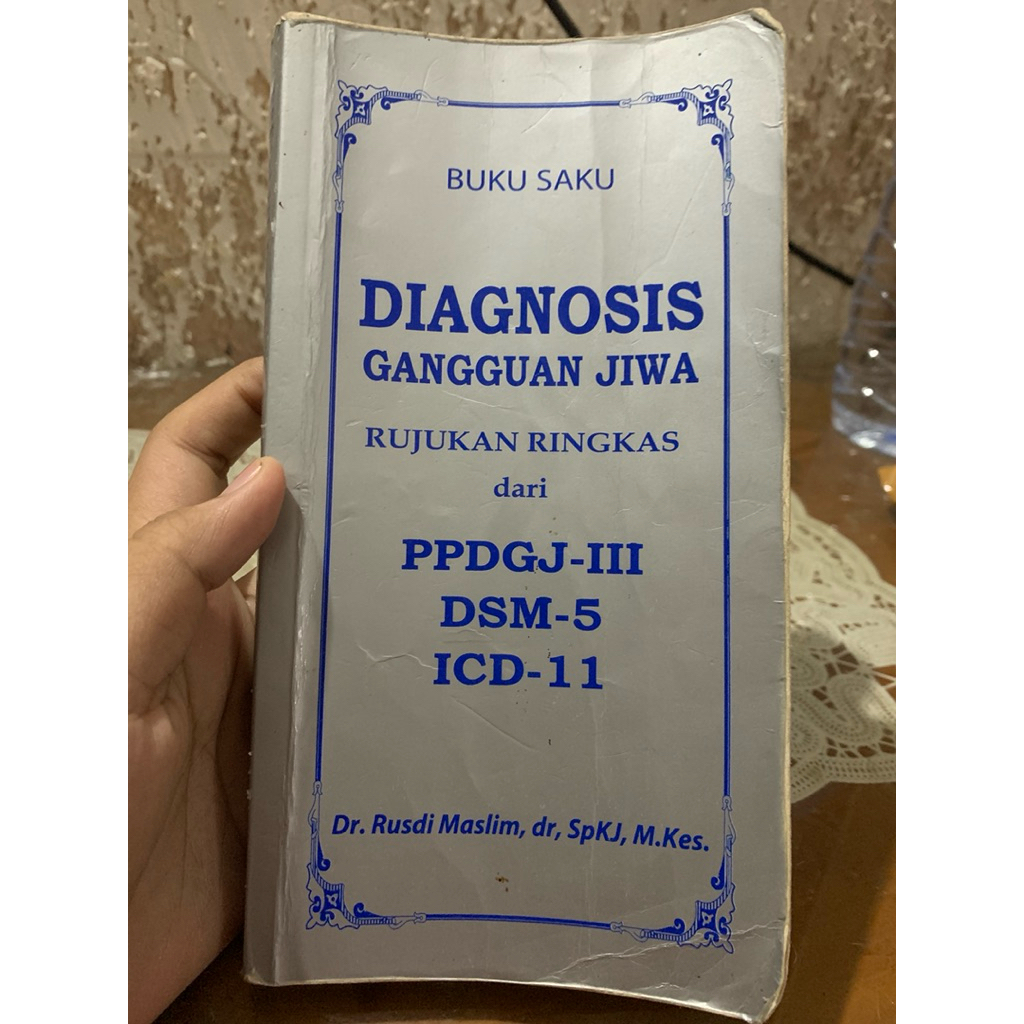 BUKU SAKU
DIAGNOSIS
GANGGUAN JIWA
RUJUKAN RINGKAS
dari
PPDGJ-III
DSM-5
ICD-11
Dr. Rusdi Maslim, dr, SpKJ, M.Kes.